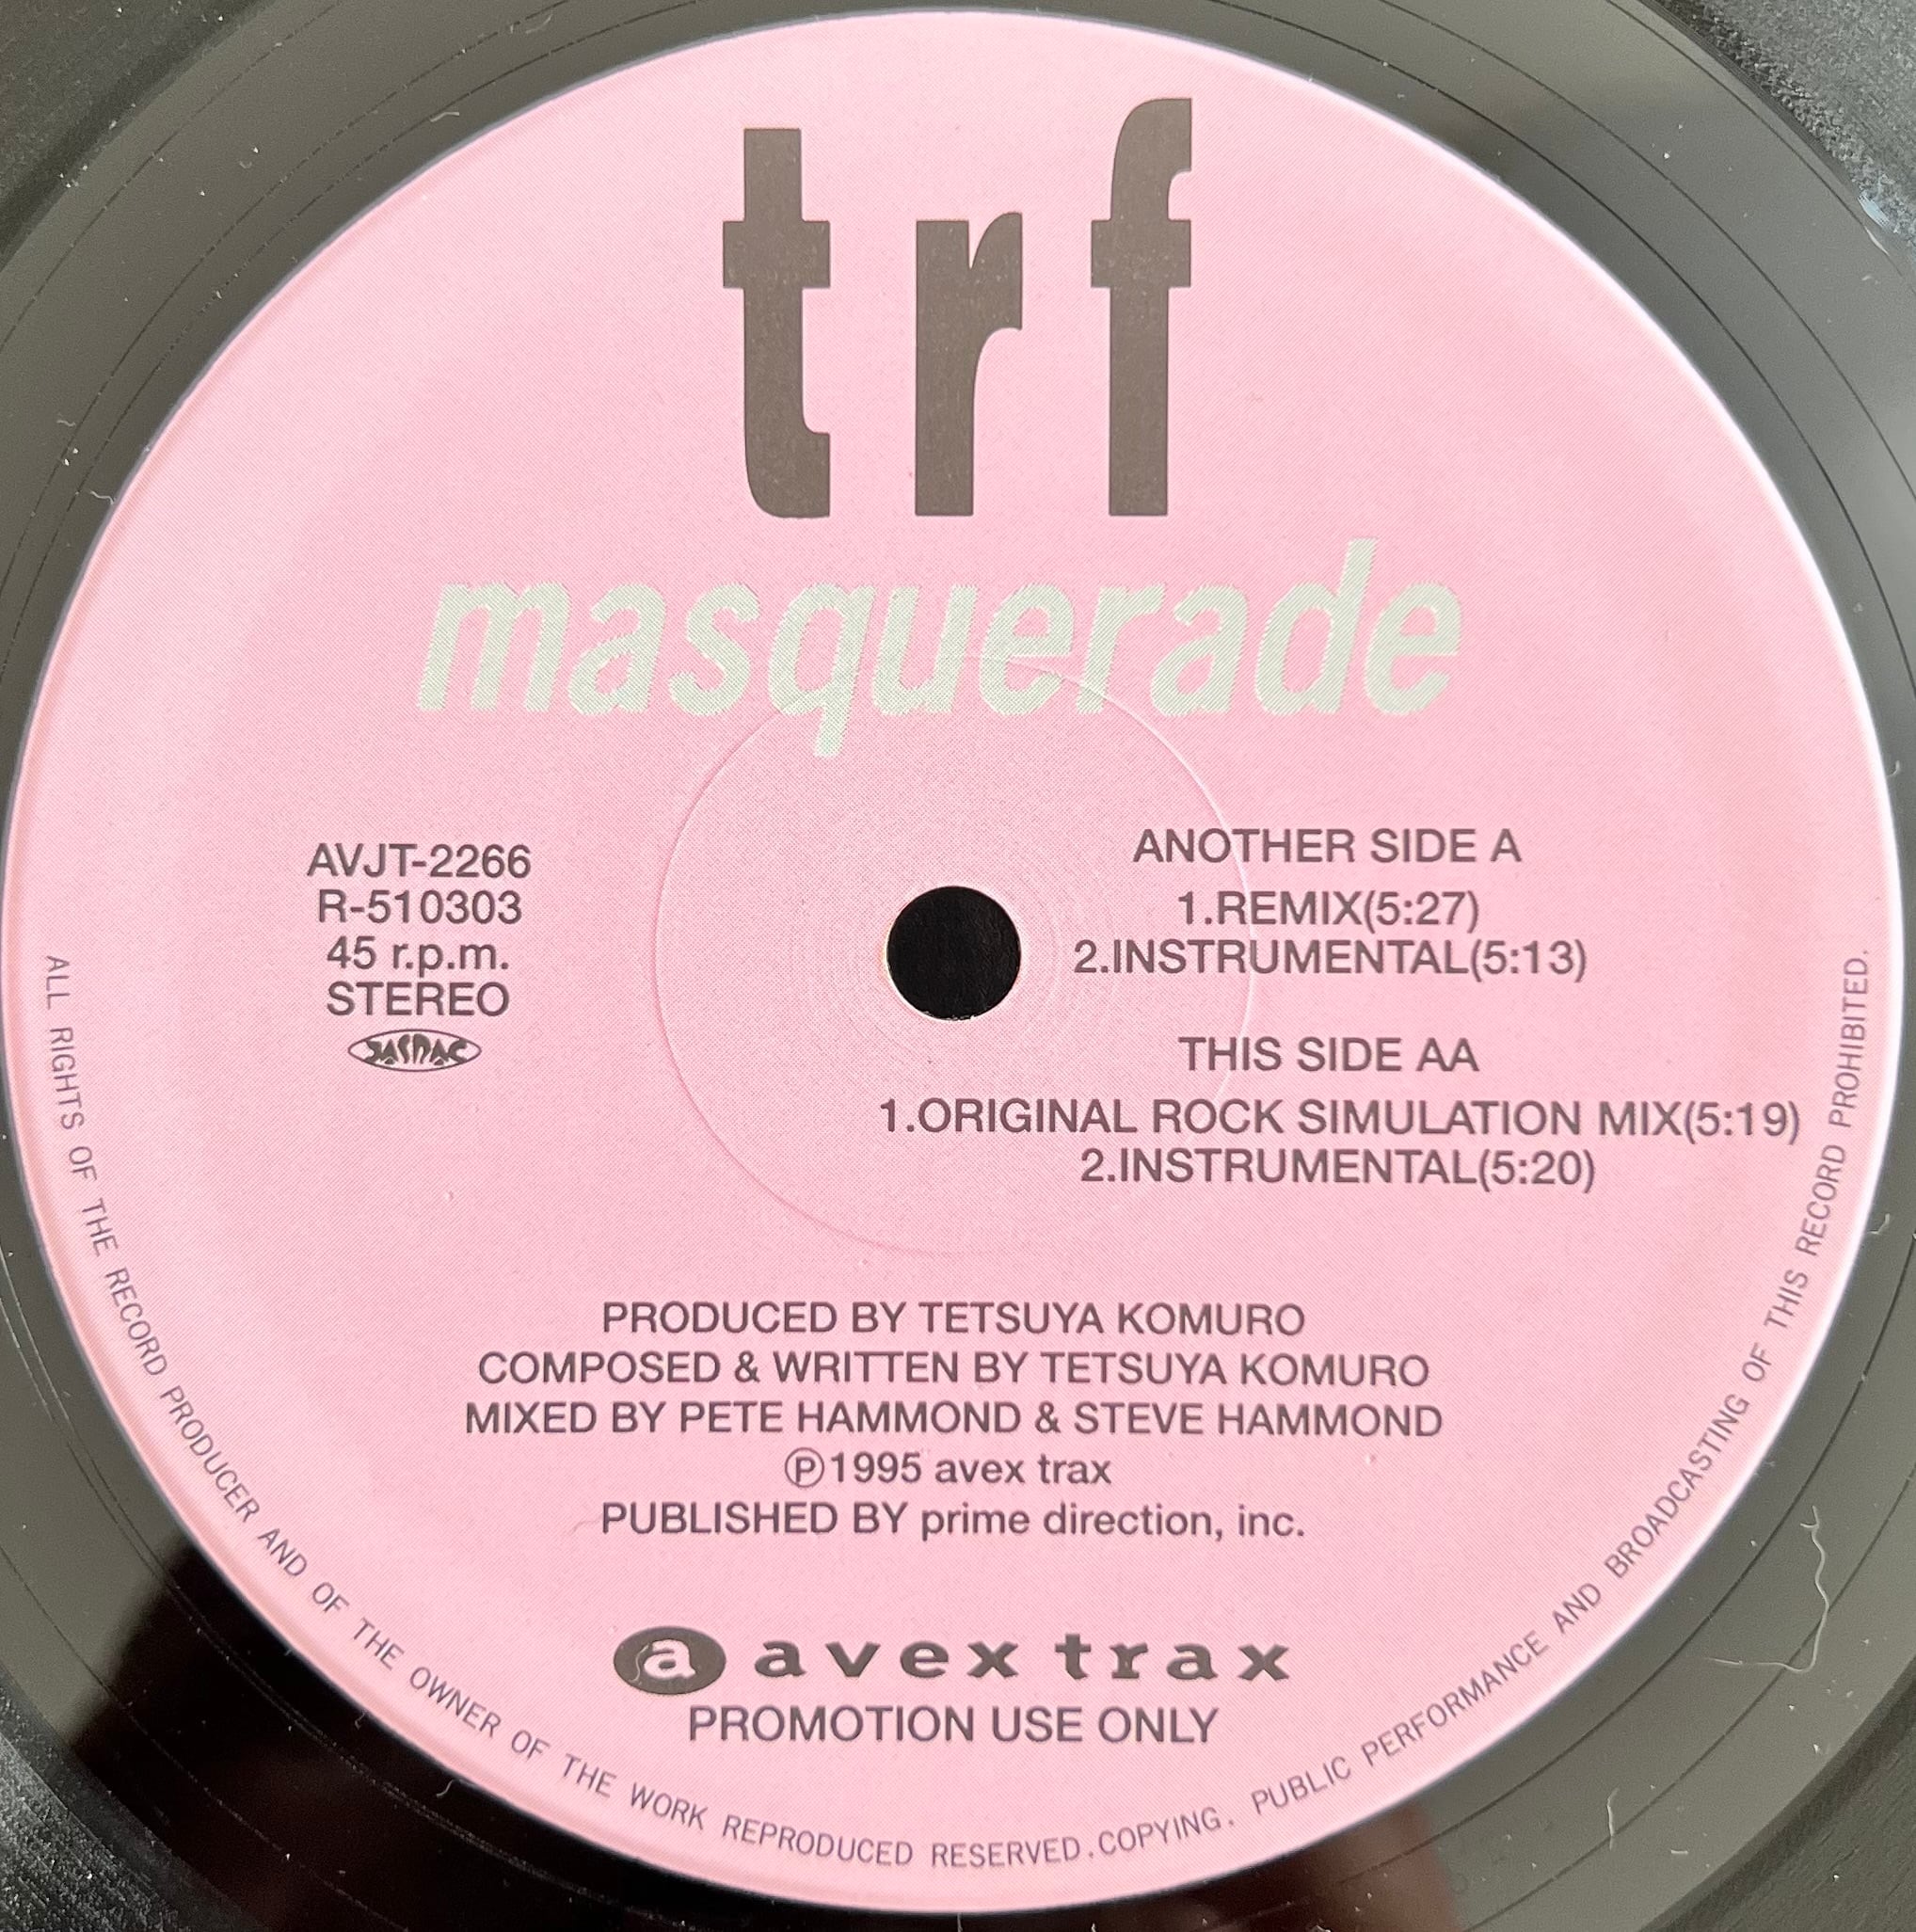 trf
masquerade
AVJT-2266
R-510303
45 r.p.m.
STEREO
JASRAC
ANOTHER SIDE A
1.REMIX(5:27)
2.INSTRUMENTAL(5:13)
THIS SIDE AA
1.ORIGINAL ROCK SIMULATION MIX(5:19)
2.INSTRUMENTAL(5:20)
PRODUCED BY TETSUYA KOMURO
COMPOSED & WRITTEN BY TETSUYA KOMURO
MIXED BY PETE HAMMOND & STEVE HAMMOND
Ⓟ1995 avex trax
PUBLISHED BY prime direction, inc.
a avex trax
PROMOTION USE ONLY
ALL RIGHTS OF THE RECORD PRODUCER AND OF THE OWNER OF THE WORK REPRODUCED RESERVED.COPYING. PUBLIC PERFORMANCE AND BROADCASTING OF THIS RECORD PROHIBITED.